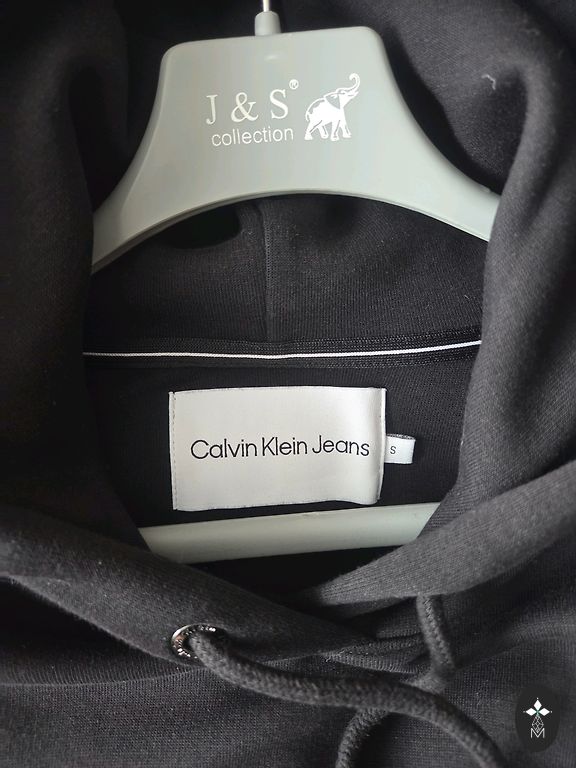 J & S®
collection
Calvin Klein Jeans
S